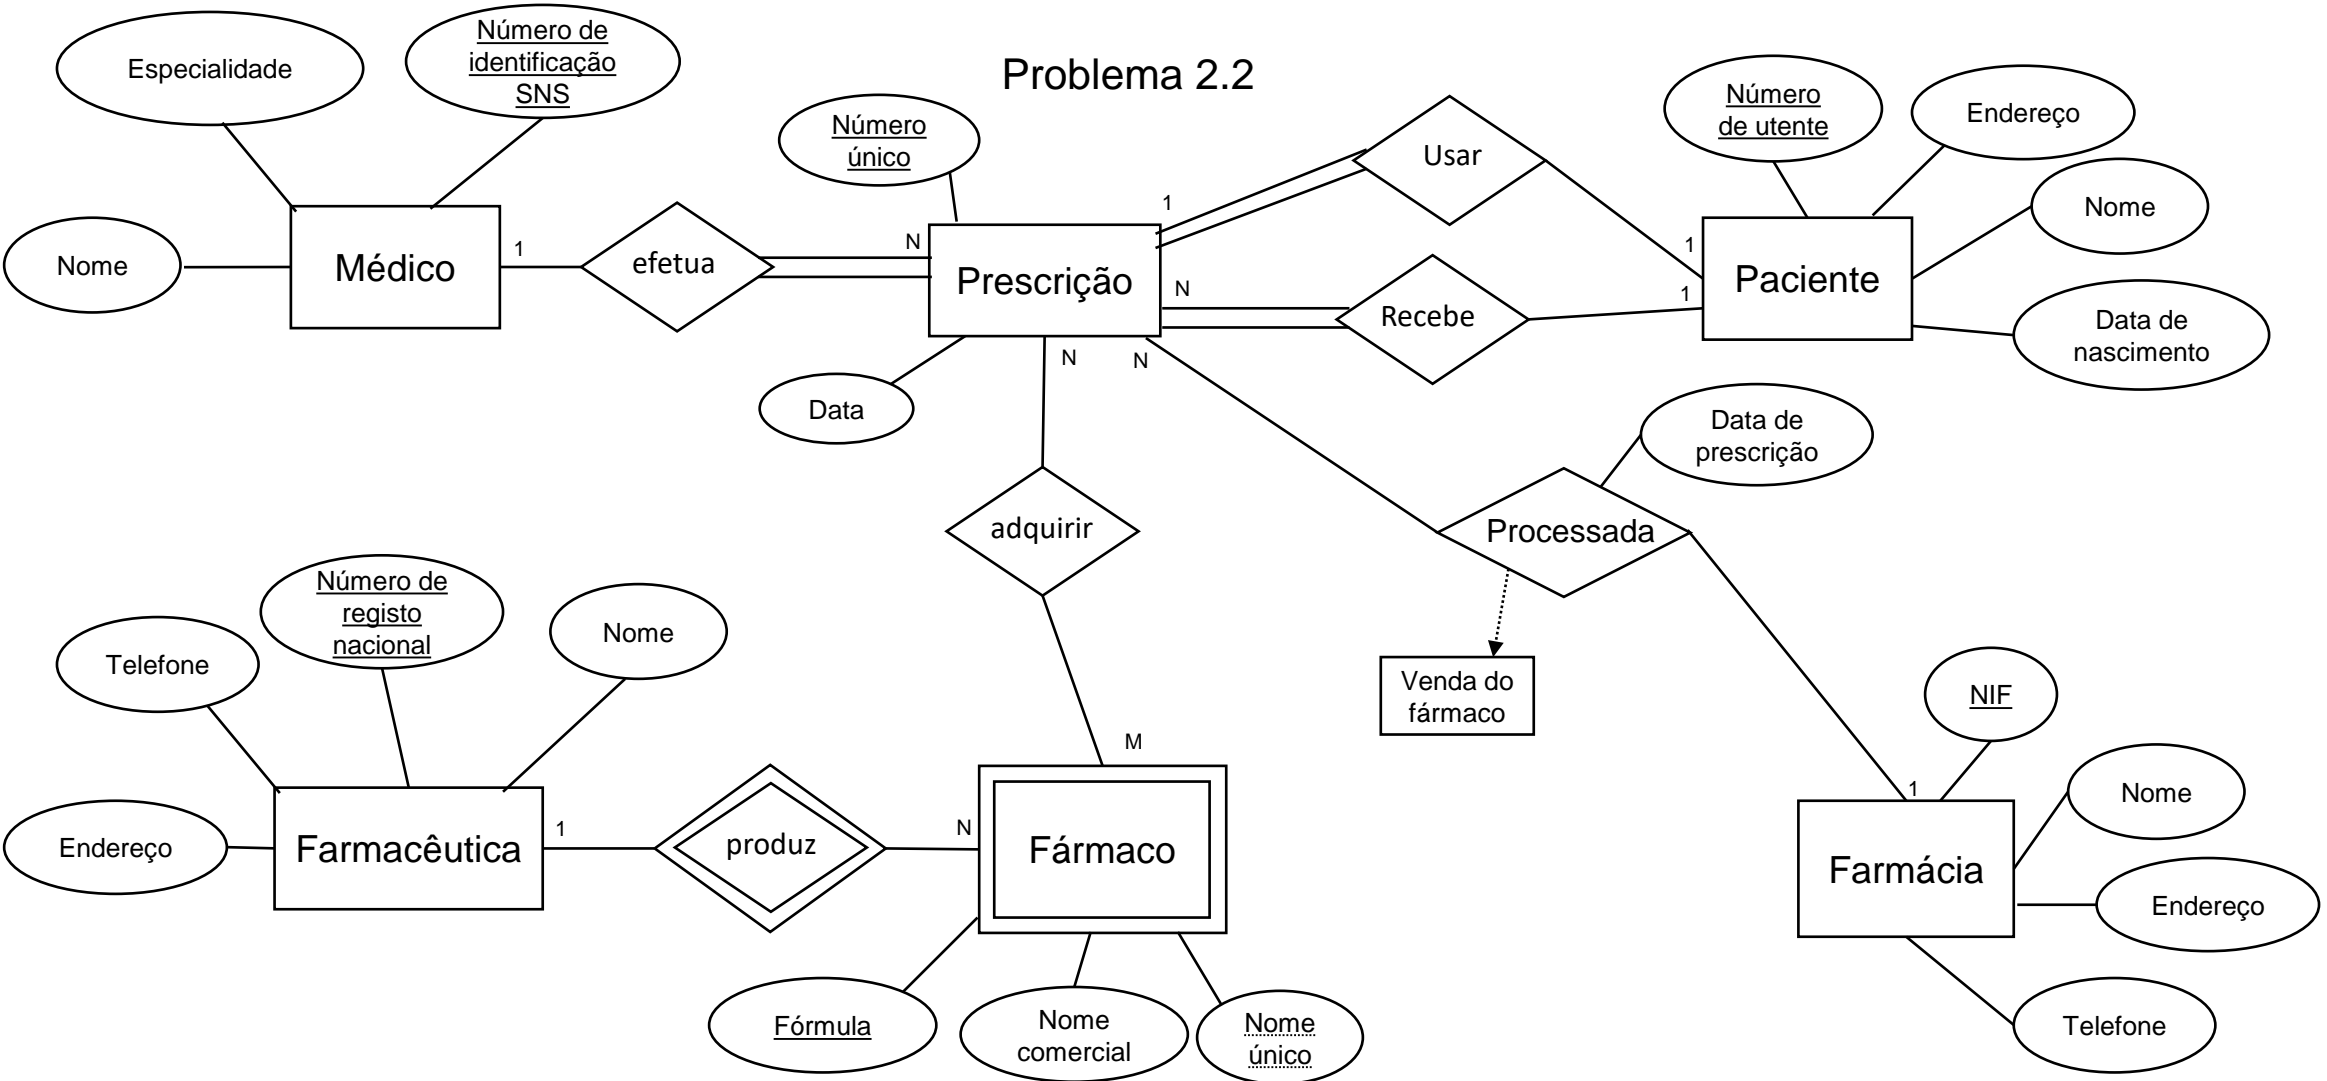 Problema 2.2
Especialidade
Número de
identificação
SNS
Nome
Médico
1
efetua
N
Número
único
Prescrição
Data
1
Usar
1
N
Recebe
1
Número
de utente
Endereço
Nome
Paciente
Data de
nascimento
N
N
adquirir
M
Data de
prescrição
Processada
Venda do
fármaco
1
Telefone
Número de
registo
nacional
Nome
Endereço
Farmacêutica
1
produz
N
Fármaco
Fórmula
Nome
comercial
Nome
único
NIF
Nome
Farmácia
Endereço
Telefone